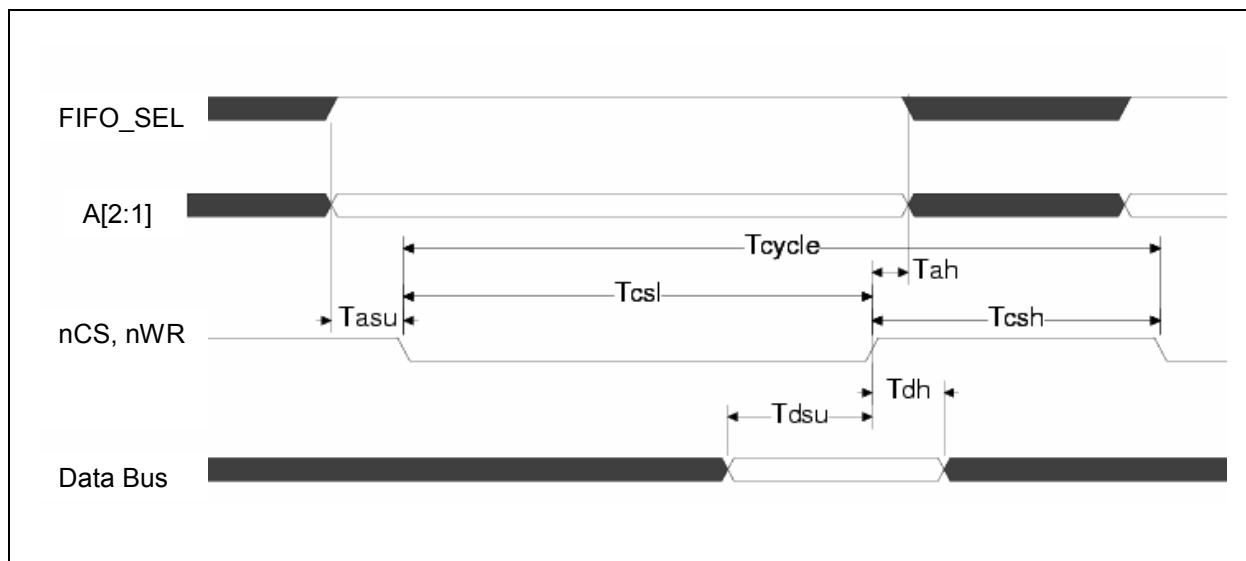 FIFO_SEL
A[2:1]
Tcycle
Tah
Tcsl
Tasu
Tcsh
nCS, nWR
Tdh
Tdsu
Data Bus